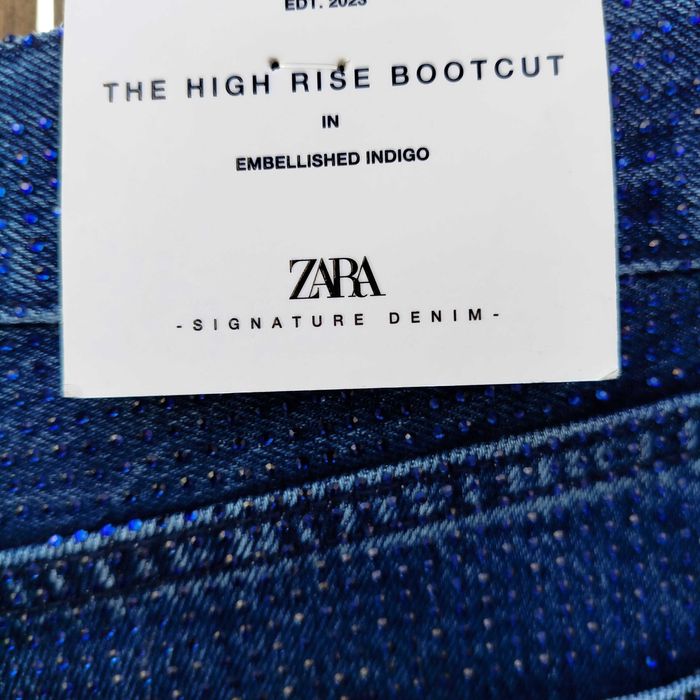 EDT. 2023
THE HIGH RISE BOOTCUT
IN
EMBELLISHED INDIGO
ZARA
- SIGNATURE DENIM -